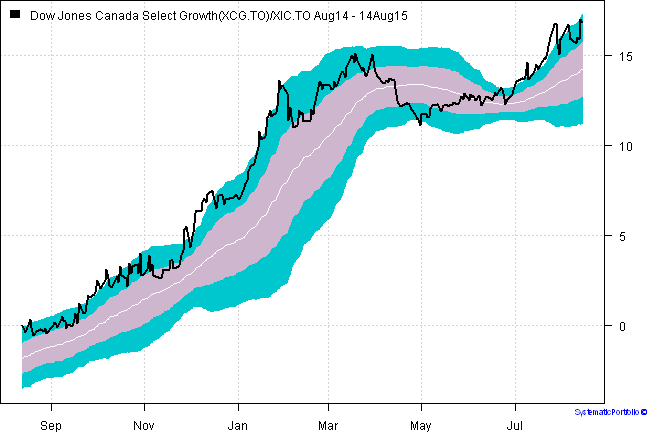 Dow Jones Canada Select Growth(XCG.TO)/XIC.TO Aug14 - 14Aug15
15
10
5
0
Sep Nov Jan Mar May Jul
SystematicPortfolio ©